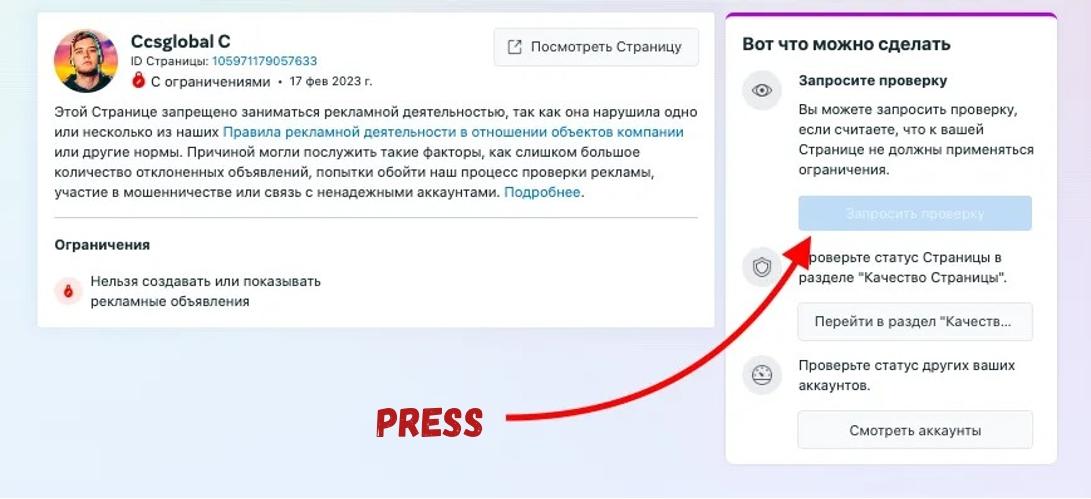 Ccsglobal C
ID Страницы: 105971179057633
С ограничениями • 17 фев 2023 г.
Посмотреть Страницу
Этой Странице запрещено заниматься рекламной деятельностью, так как она нарушила одно
или несколько из наших Правила рекламной деятельности в отношении объектов компании
или другие нормы. Причиной могли послужить такие факторы, как слишком большое
количество отклоненных объявлений, попытки обойти наш процесс проверки рекламы,
участие в мошенничестве или связь с ненадежными аккаунтами. Подробнее.
Ограничения
Нельзя создавать или показывать
рекламные объявления
Вот что можно сделать
Запросите проверку
Вы можете запросить проверку,
если считаете, что к вашей
Странице не должны применяться
ограничения.
Запросить проверку
Проверьте статус Страницы в
разделе "Качество Страницы".
Перейти в раздел "Качеств...
Проверьте статус других ваших
аккаунтов.
Смотреть аккаунты
PRESS